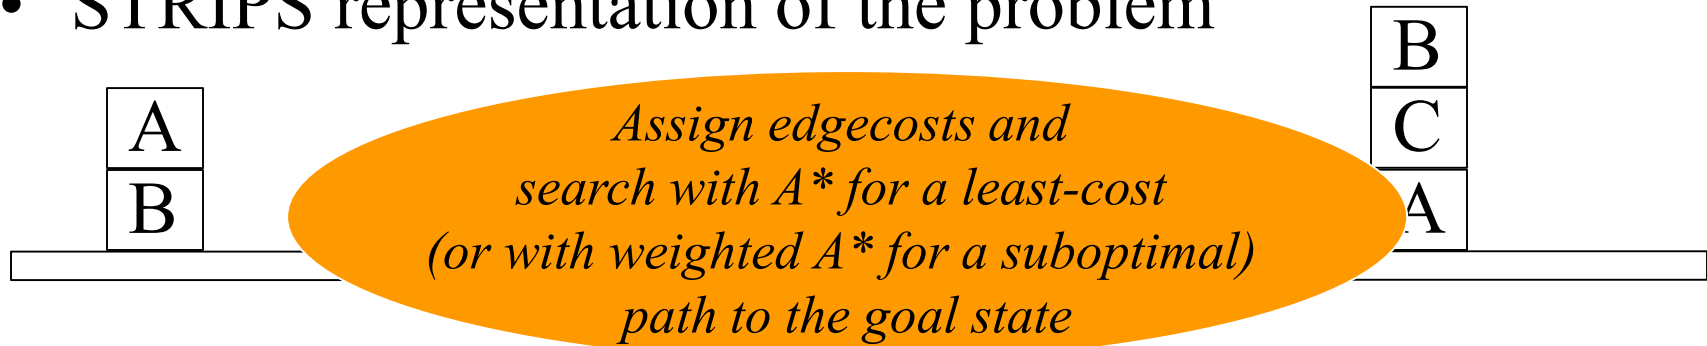 • STRIPS representation of the problem
A
B
Assign edgecosts and
search with A* for a least-cost
(or with weighted A* for a suboptimal)
path to the goal state
B
C
A